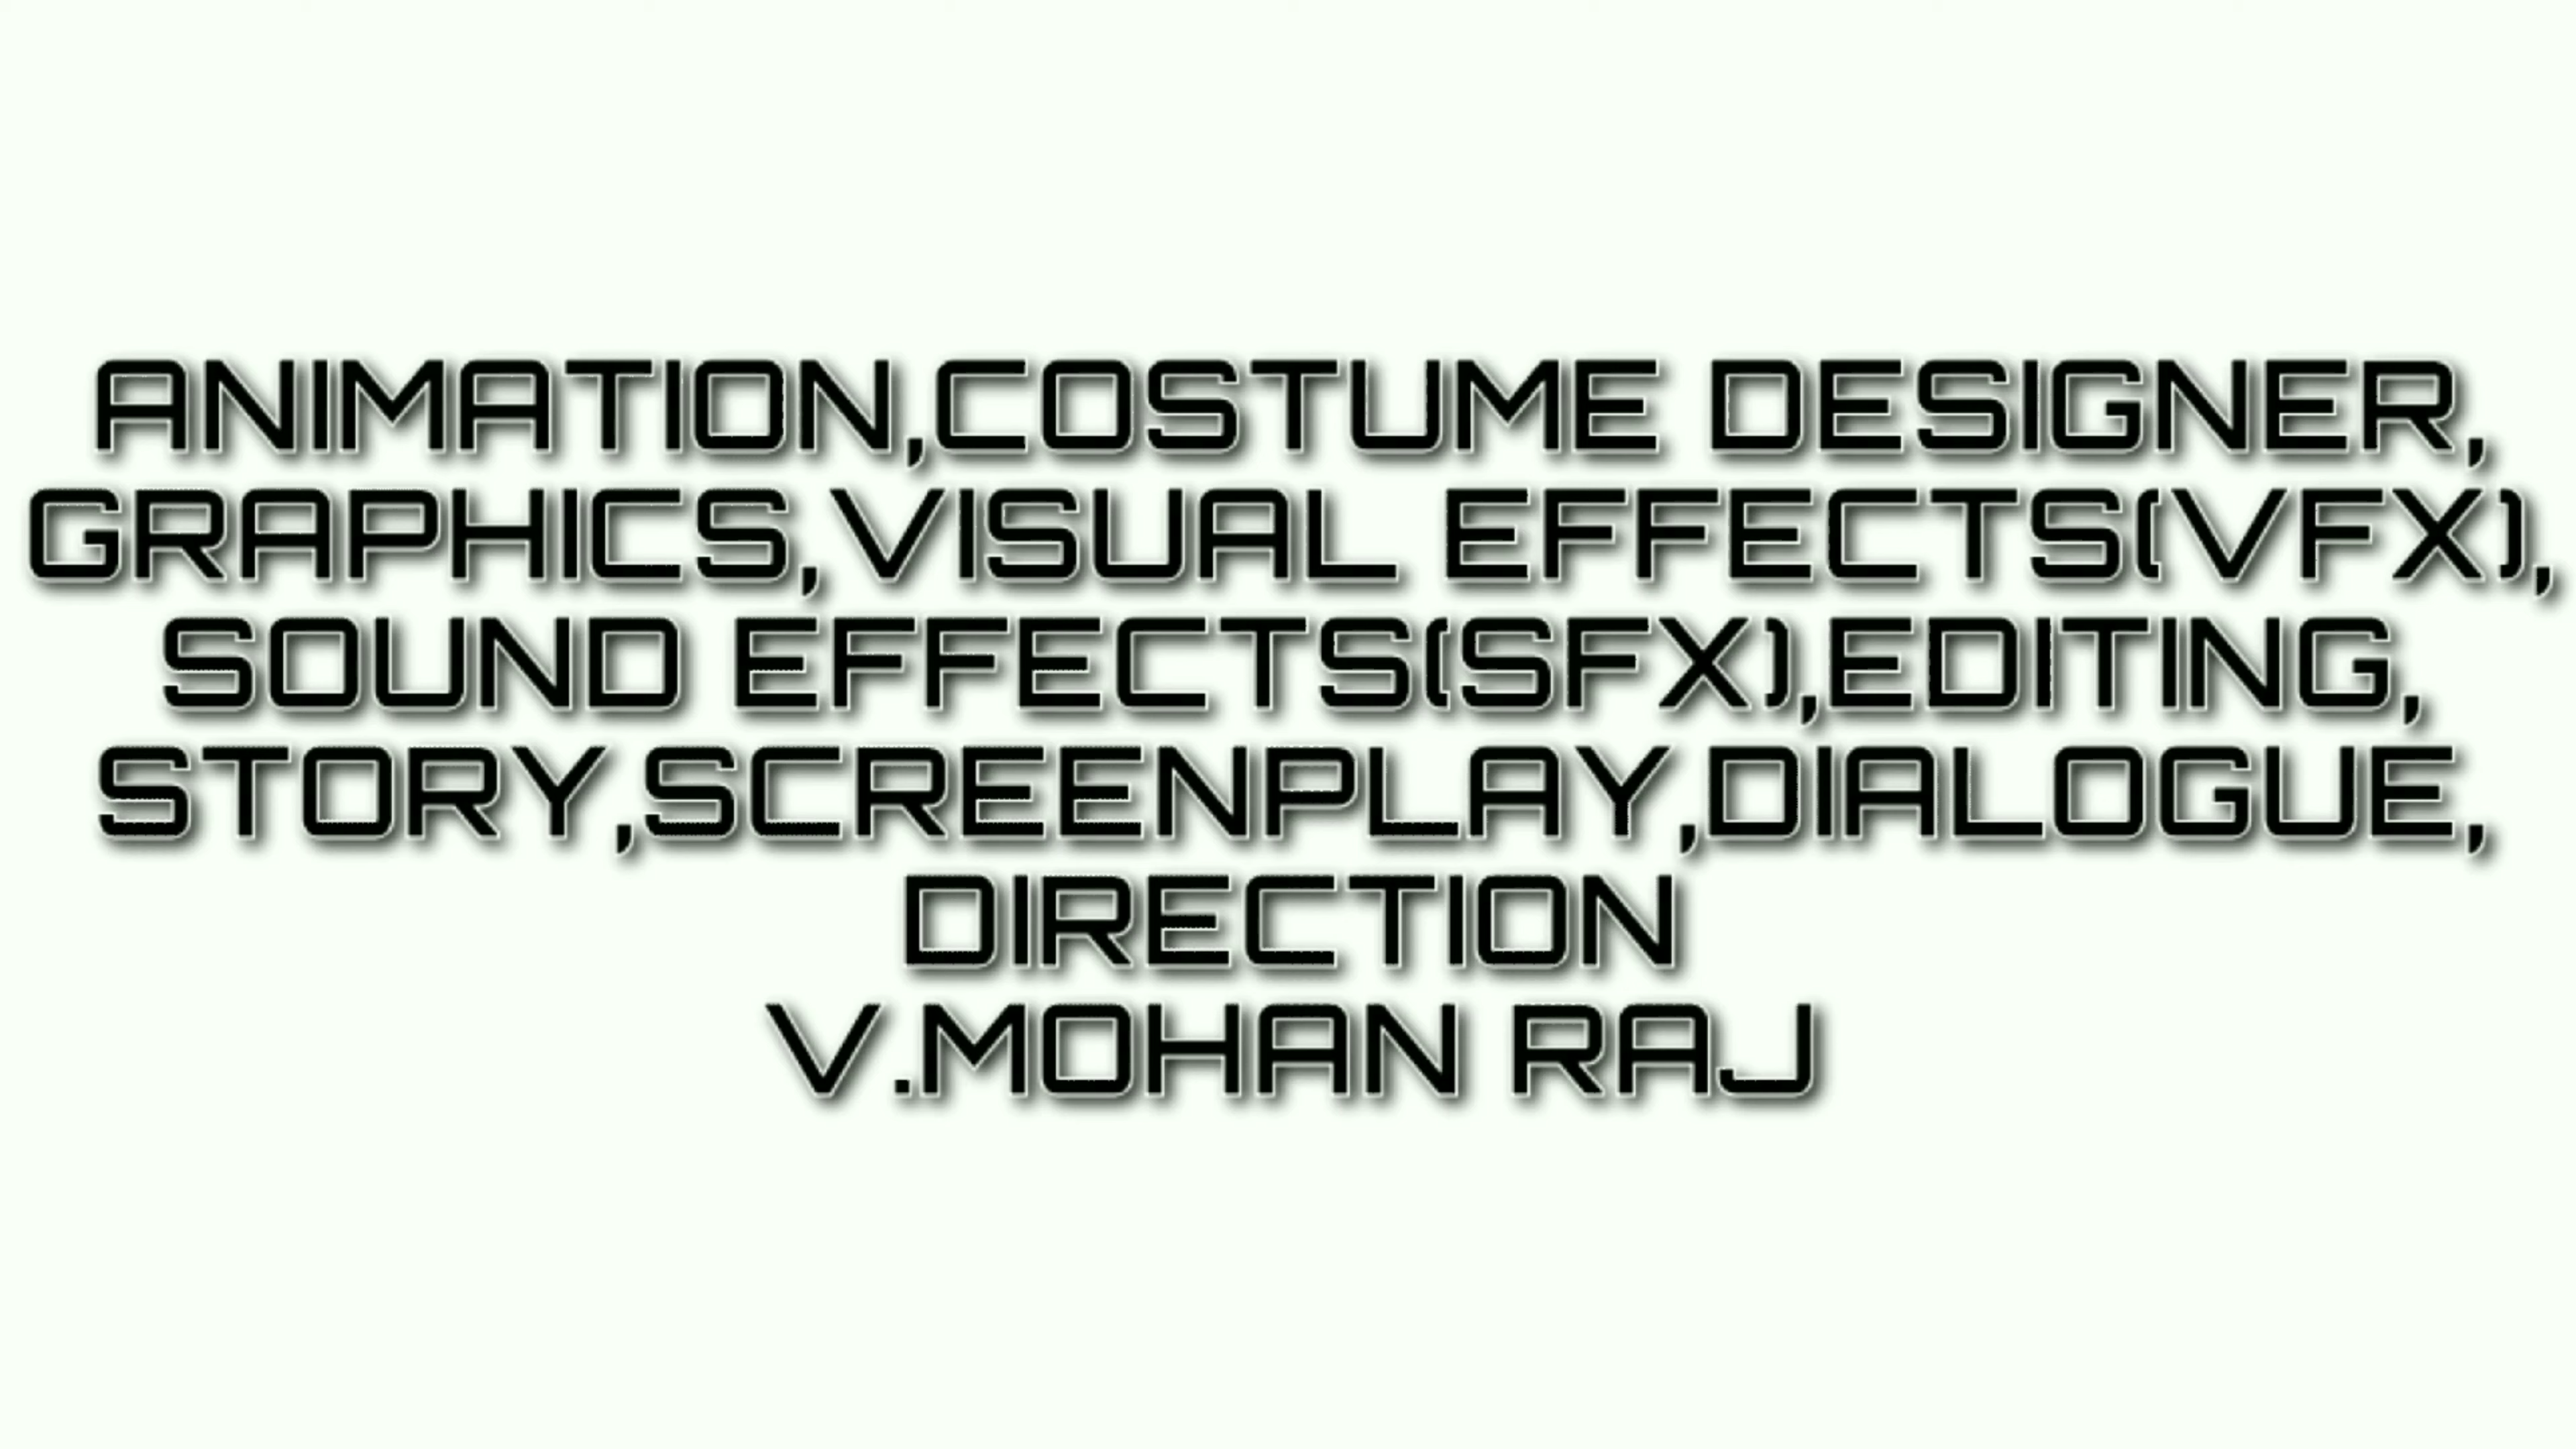 ANIMATION,COSTUME DESIGNER,
GRAPHICS,VISUAL EFFECTS(VFX),
SOUND EFFECTS(SFX),EDITING,
STORY,SCREENPLAY,DIALOGUE,
DIRECTION
V.MOHAN RAJ